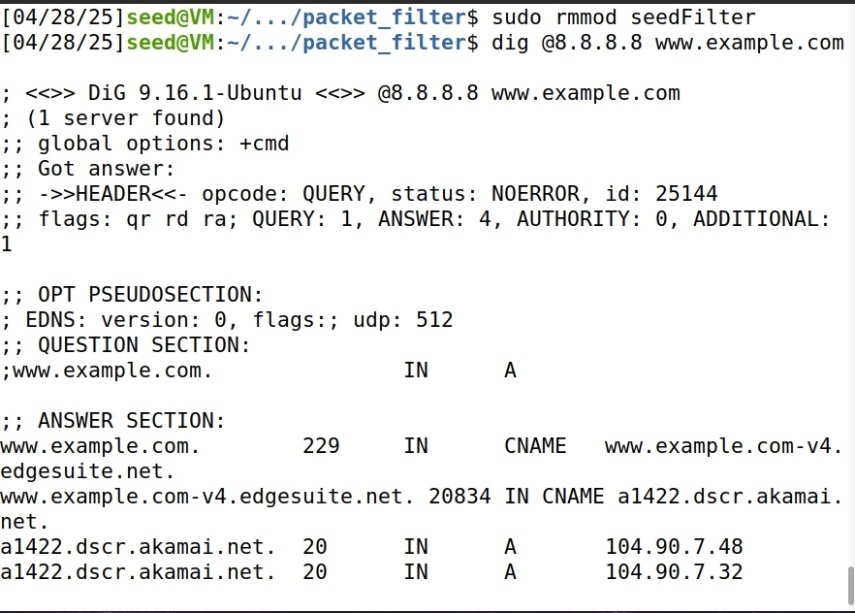 [04/28/25]seed@VM:~/.../packet_filter$ sudo rmmod seedFilter
[04/28/25]seed@VM:~/.../packet_filter$ dig @8.8.8.8 www.example.com

; <<>> DiG 9.16.1-Ubuntu <<>> @8.8.8.8 www.example.com
; (1 server found)
;; global options: +cmd
;; Got answer:
;; ->>HEADER<<- opcode: QUERY, status: NOERROR, id: 25144
;; flags: qr rd ra; QUERY: 1, ANSWER: 4, AUTHORITY: 0, ADDITIONAL:
1

;; OPT PSEUDOSECTION:
; EDNS: version: 0, flags:; udp: 512
;; QUESTION SECTION:
;www.example.com.               IN      A

;; ANSWER SECTION:
www.example.com.        229     IN      CNAME   www.example.com-v4.
edgesuite.net.
www.example.com-v4.edgesuite.net. 20834 IN CNAME a1422.dscr.akamai.
net.
a1422.dscr.akamai.net.  20      IN      A       104.90.7.48
a1422.dscr.akamai.net.  20      IN      A       104.90.7.32